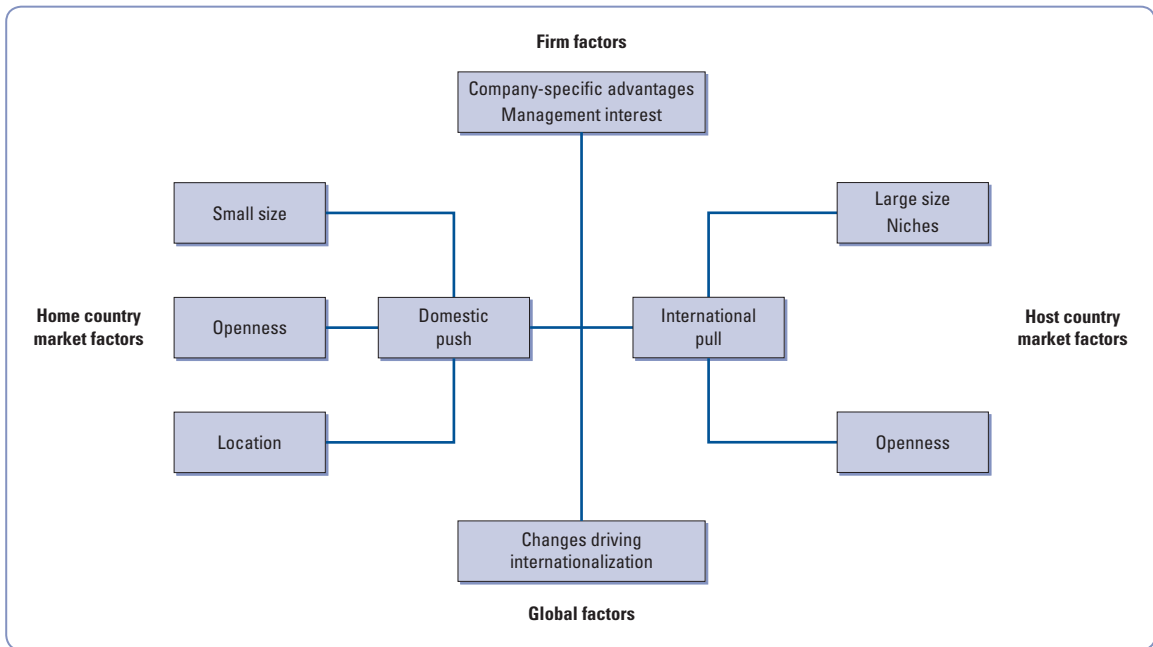 Firm factors
Company-specific advantages
Management interest
Small size
Large size
Niches
Home country
market factors
Openness
Domestic
push
International
pull
Host country
market factors
Location
Openness
Changes driving
internationalization
Global factors